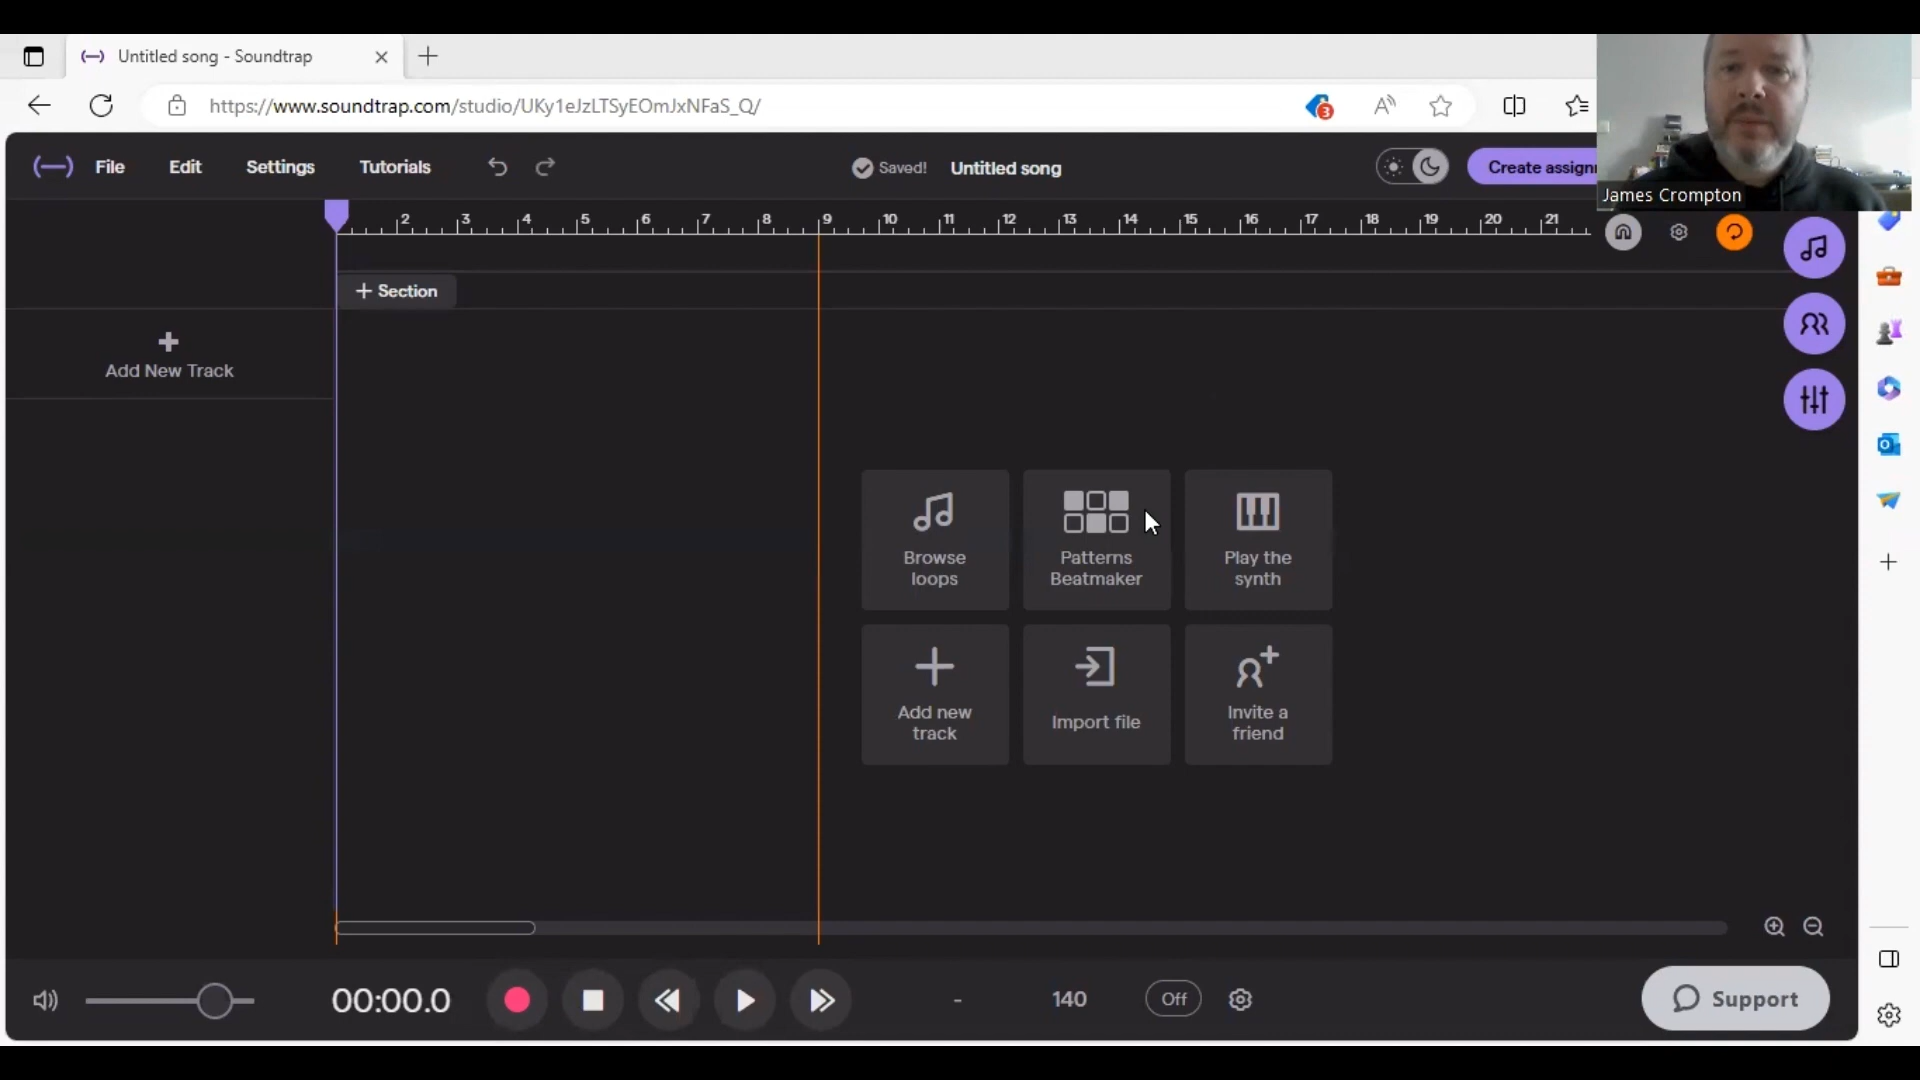 Untitled song - Soundtrap
https://www.soundtrap.com/studio/UKy1eJzLTSyEOmJxNFaS_Q/
3
File Edit Settings Tutorials Saved! Untitled song Create assignm
James Crompton
2 3 4 5 6 7 8 9 10 11 12 13 14 15 16 17 18 19 20 21
+ Section
Add New Track
Browse
loops
Patterns
Beatmaker
Play the
synth
Add new
track
Import file
Invite a
friend
00:00.0 - 140 Off Support